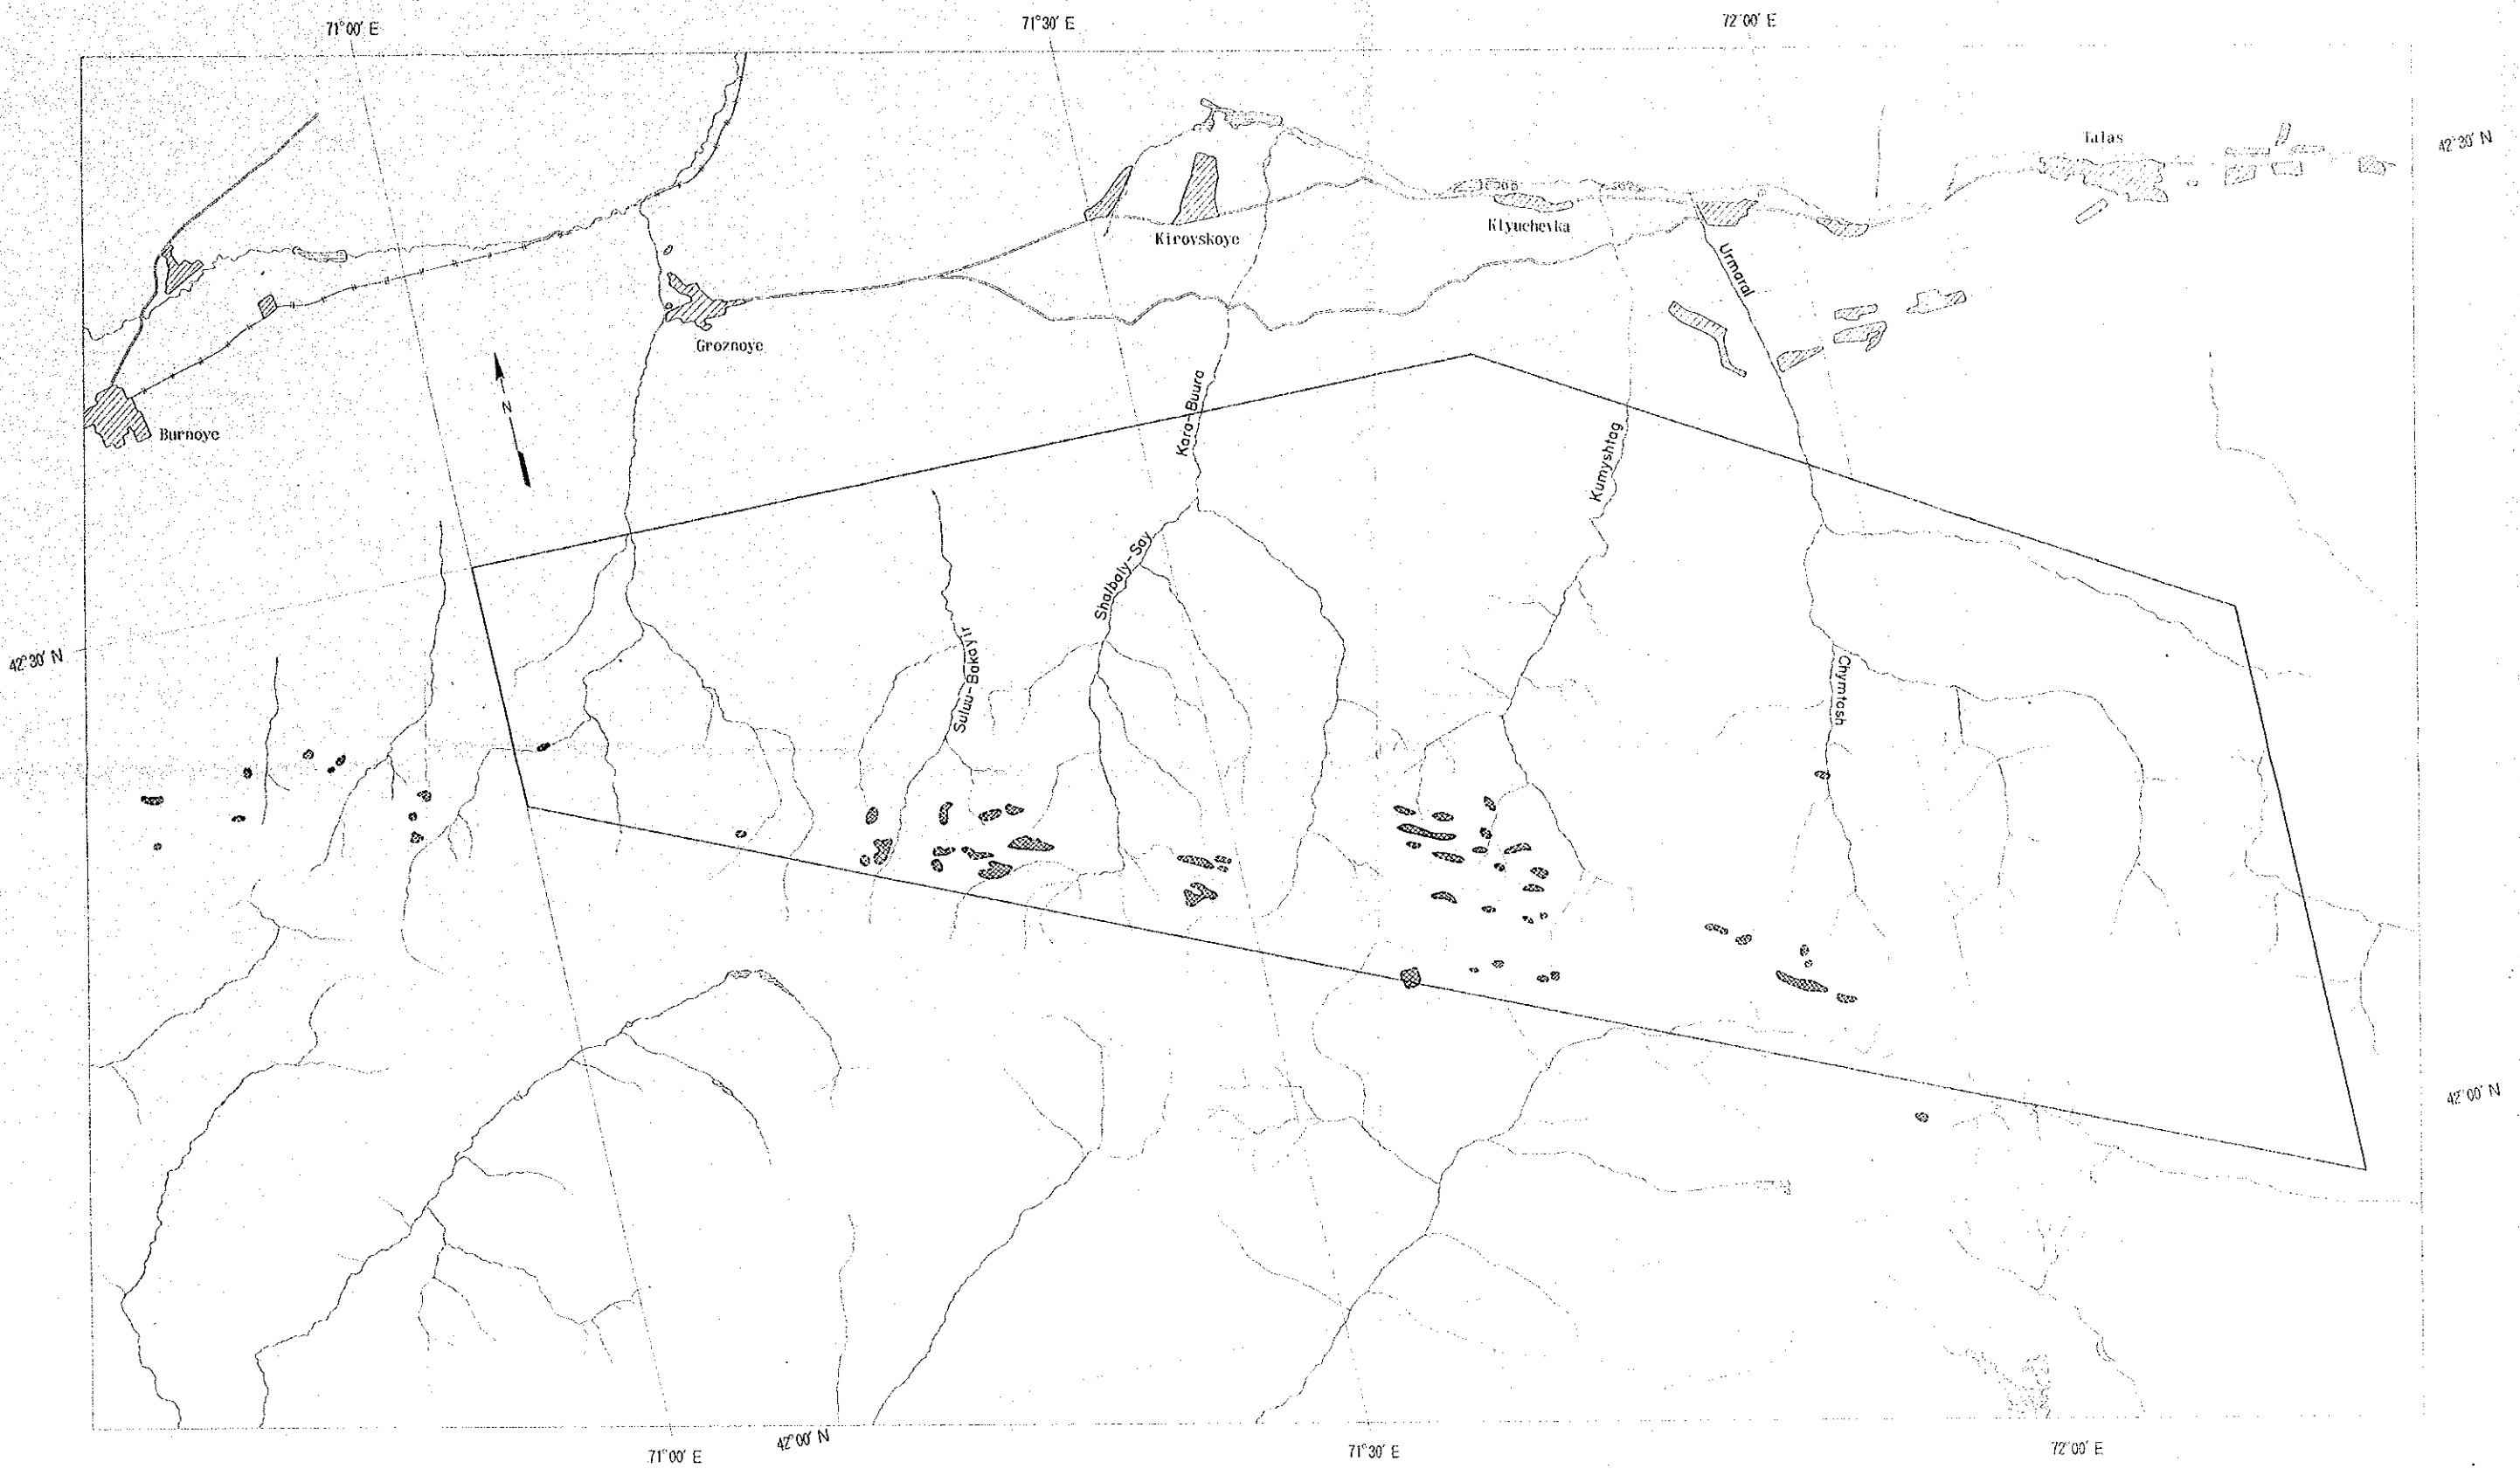 71°00' E
71°30' E
72°00' E
Talas
42°30' N
Kirovskoye
Klyuchevka
Urmaral
Groznoye
N
Burnoye
Kara-Bura
Kumyshtag
Shalbaly-Say
Suluu-Bakayir
42°30' N
Chymtash
42°00' N
42°00' N
71°00' E
71°30' E
72°00' E